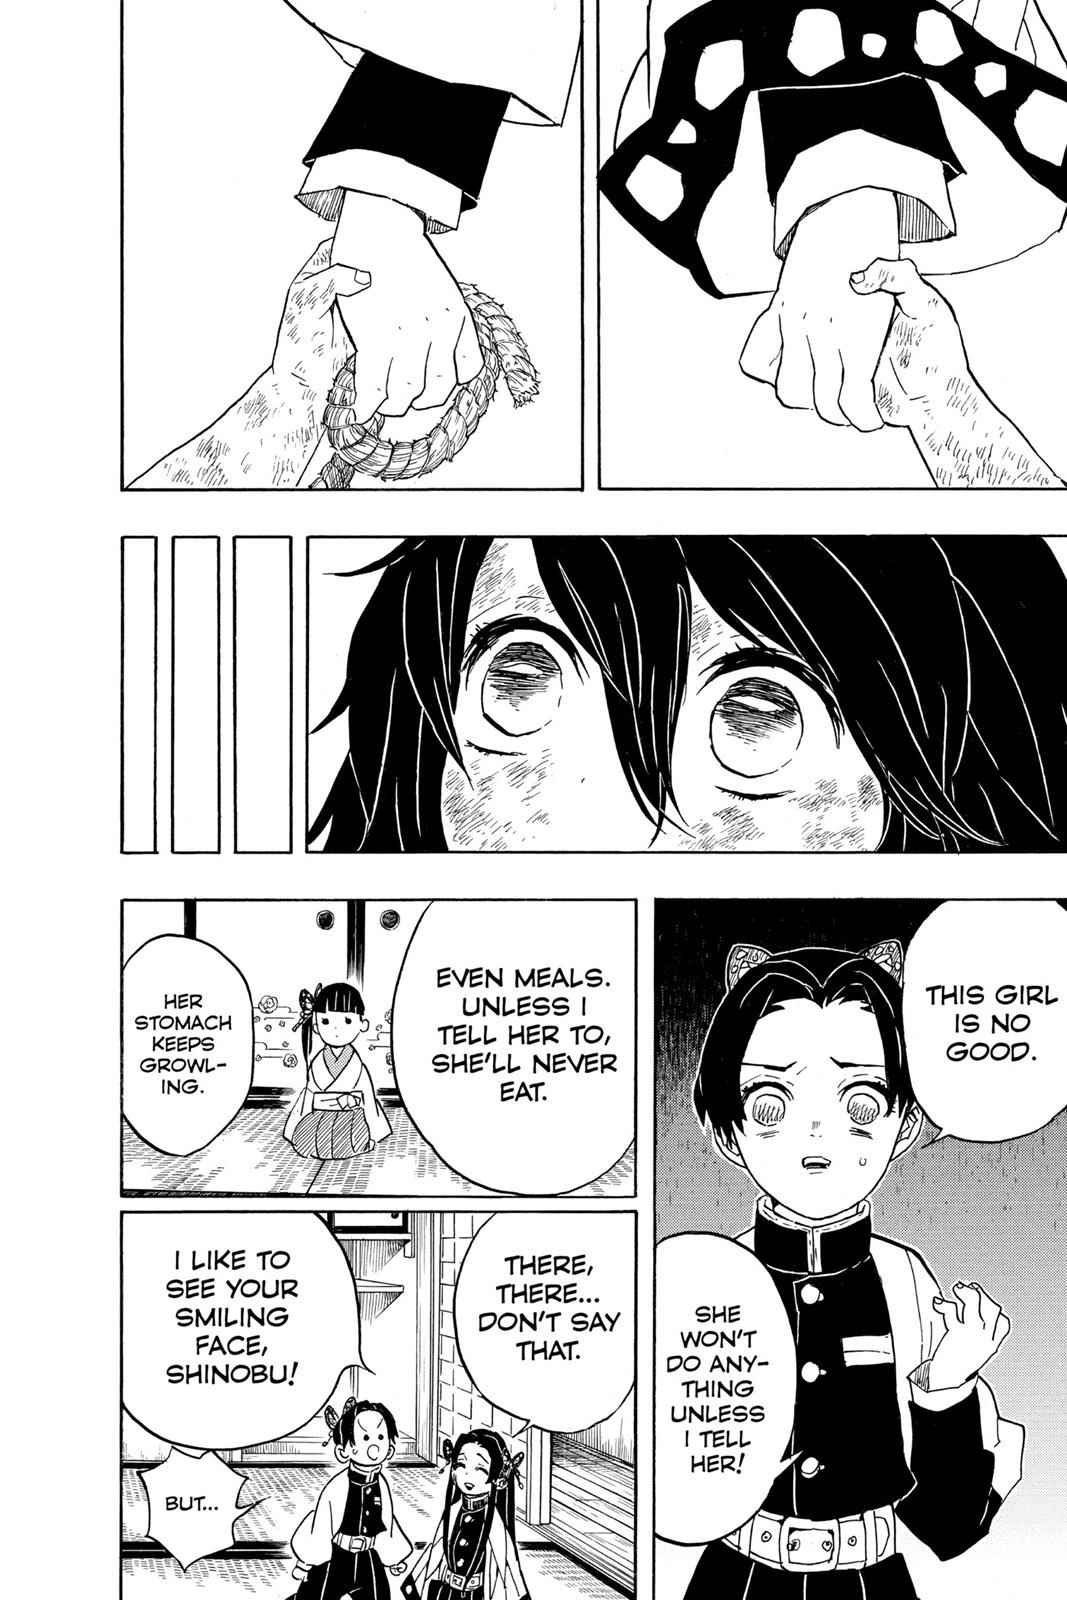 THIS GIRL
IS NO
GOOD.
SHE
WON'T
DO ANY-
THING
UNLESS
I TELL
HER!
EVEN MEALS.
UNLESS I
TELL HER TO,
SHE'LL NEVER
EAT.
HER
STOMACH
KEEPS
GROWL-
ING.
THERE,
THERE...
DON'T SAY
THAT.
I LIKE TO
SEE YOUR
SMILING
FACE,
SHINOBU!
BUT...